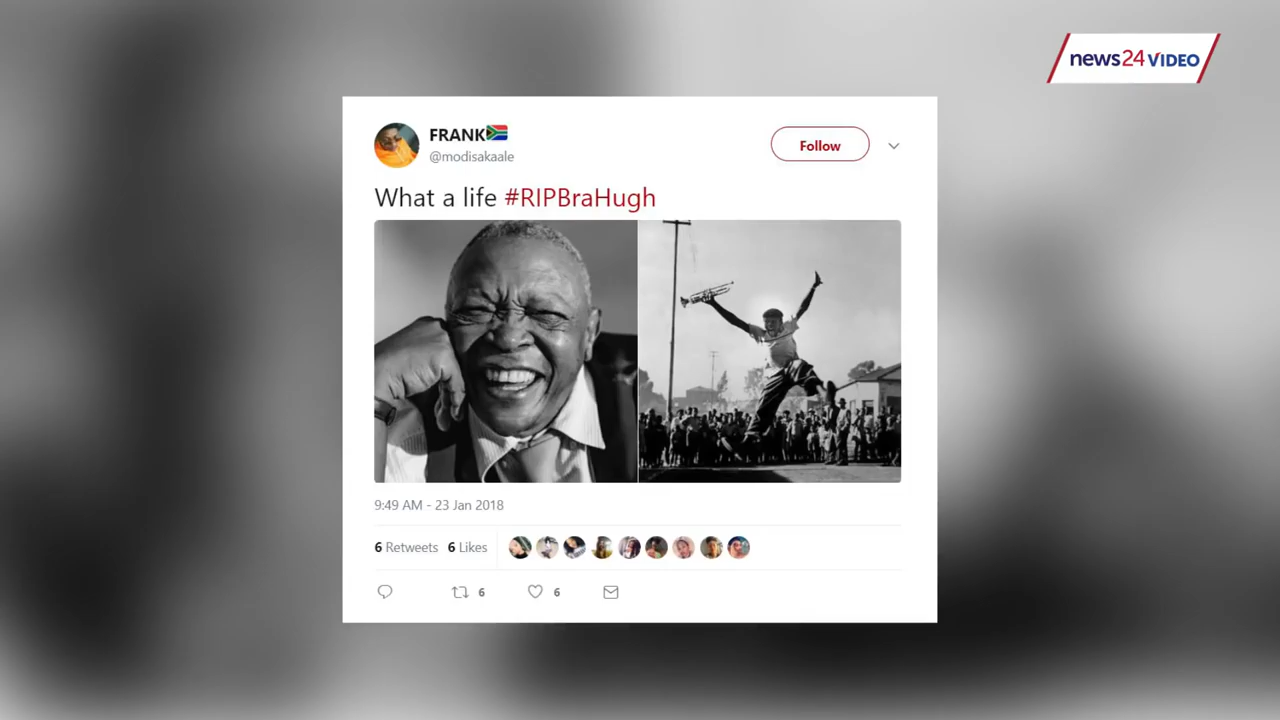 news24 VIDEO
FRANK
@modisakaale
Follow
What a life #RIPBraHugh
9:49 AM - 23 Jan 2018
6 Retweets 6 Likes
6 6